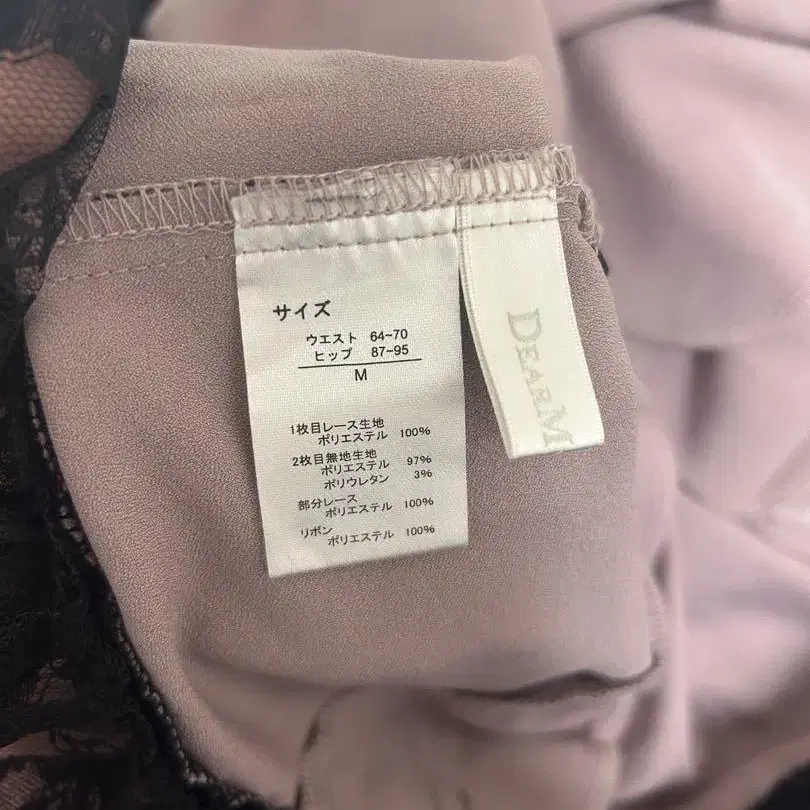 サイズ
ウエスト 64~70
ヒップ 87~95
M
1枚目レース生地
ポリエステル 100%
2枚目無地生地
ポリエステル 97%
ポリウレタン 3%
部分レース
ポリエステル 100%
リボン
ポリエステル 100%
DEARM